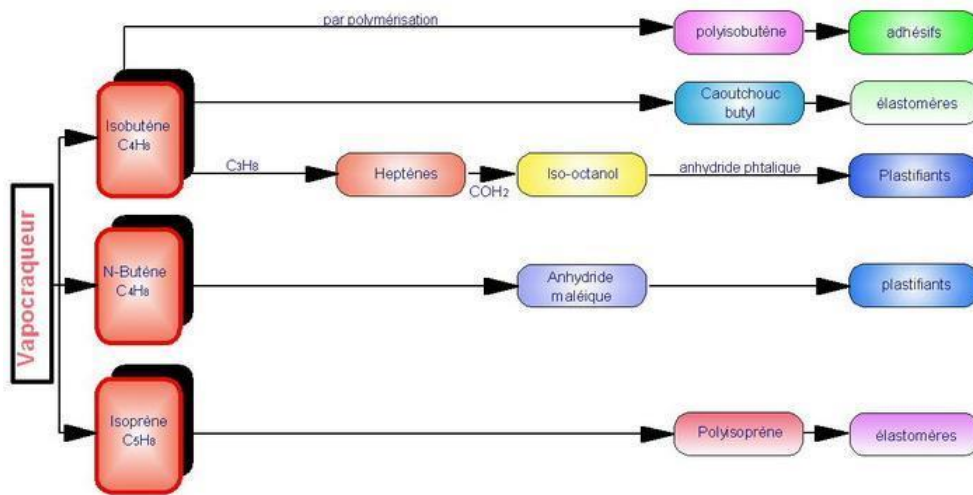 par polymérisation
polyisobutène
adhésifs
Isobutène
C4H8
Caoutchouc
butyl
élastomères
C3H8
Heptènes
COH2
Iso-octanol
anhydride phtalique
Plastifiants
Vapocraqueur
N-Butène
C4H8
Anhydride
maléique
plastifiants
Isoprène
C5H8
Polyisoprène
élastomères